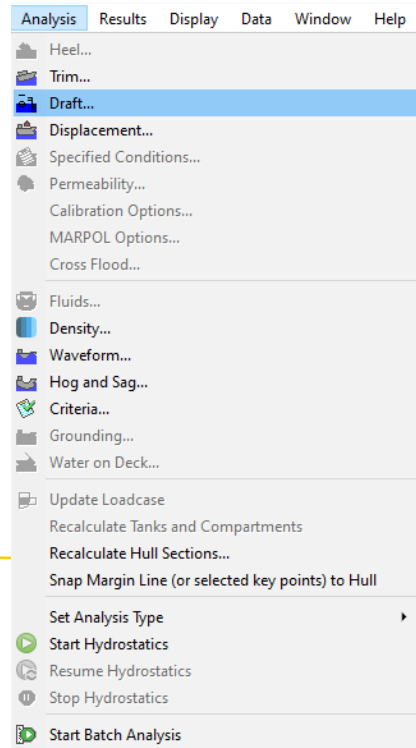 Analysis Results Display Data Window Help
Heel...
Trim...
Draft...
Displacement...
Specified Conditions...
Permeability...
Calibration Options...
MARPOL Options...
Cross Flood...
Fluids...
Density...
Waveform...
Hog and Sag...
Criteria...
Grounding...
Water on Deck...
Update Loadcase
Recalculate Tanks and Compartments
Recalculate Hull Sections...
Snap Margin Line (or selected key points) to Hull
Set Analysis Type
Start Hydrostatics
Resume Hydrostatics
Stop Hydrostatics
Start Batch Analysis